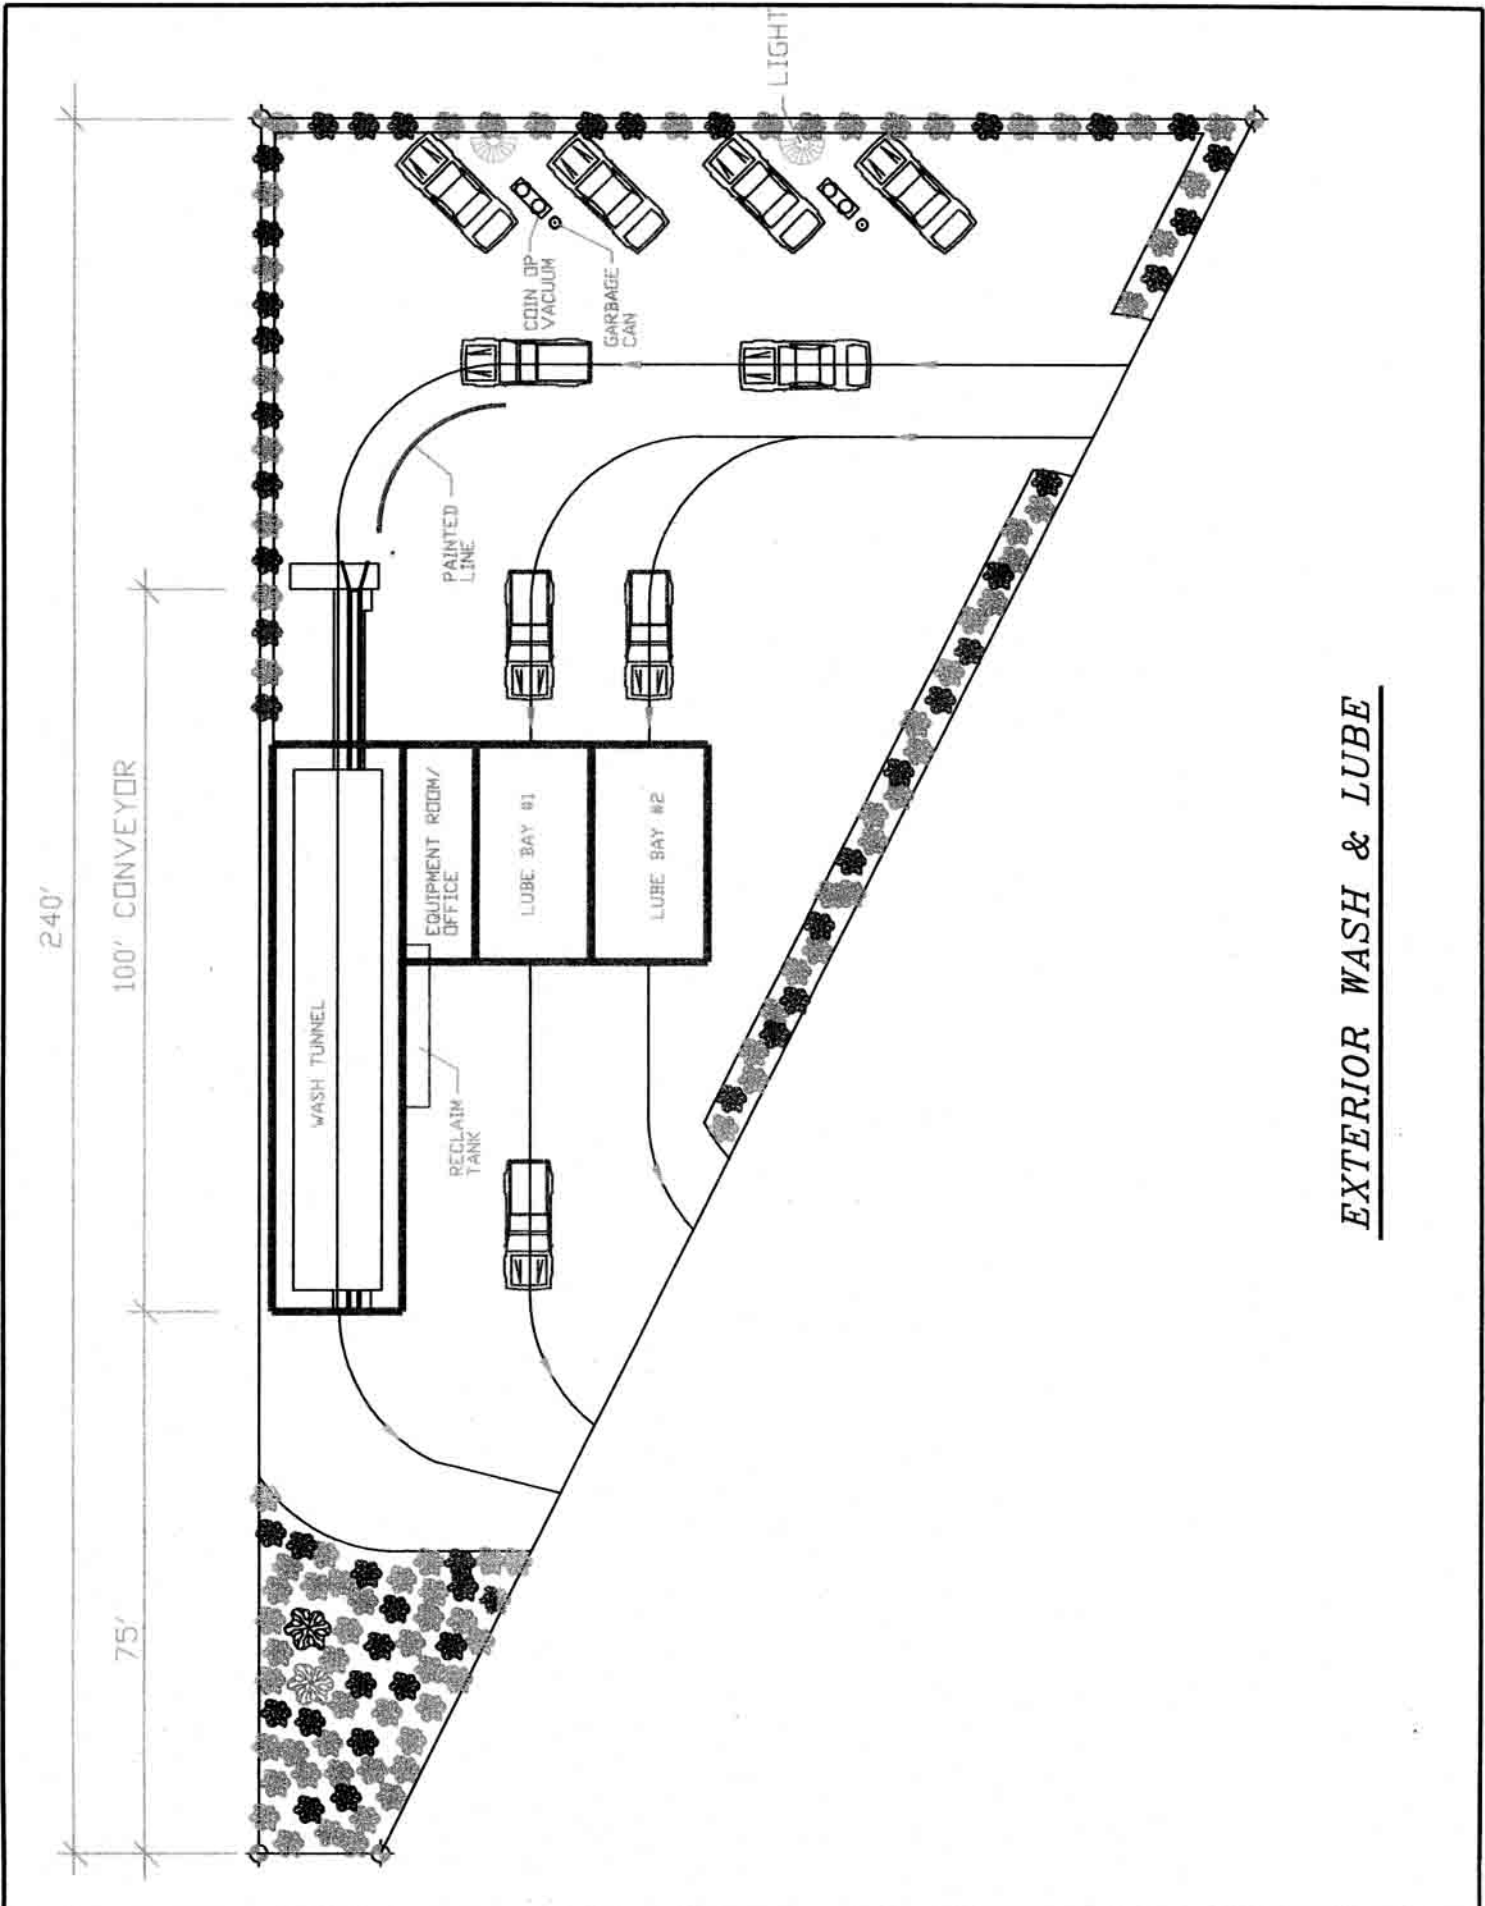 240'
100' CONVEYOR
75'
LIGHT
COIN OP
VACUUM
GARBAGE
CAN
PAINTED
LINE
WASH TUNNEL
EQUIPMENT ROOM/
OFFICE
LUBE BAY #1
LUBE BAY #2
RECLAIM
TANK
EXTERIOR WASH & LUBE